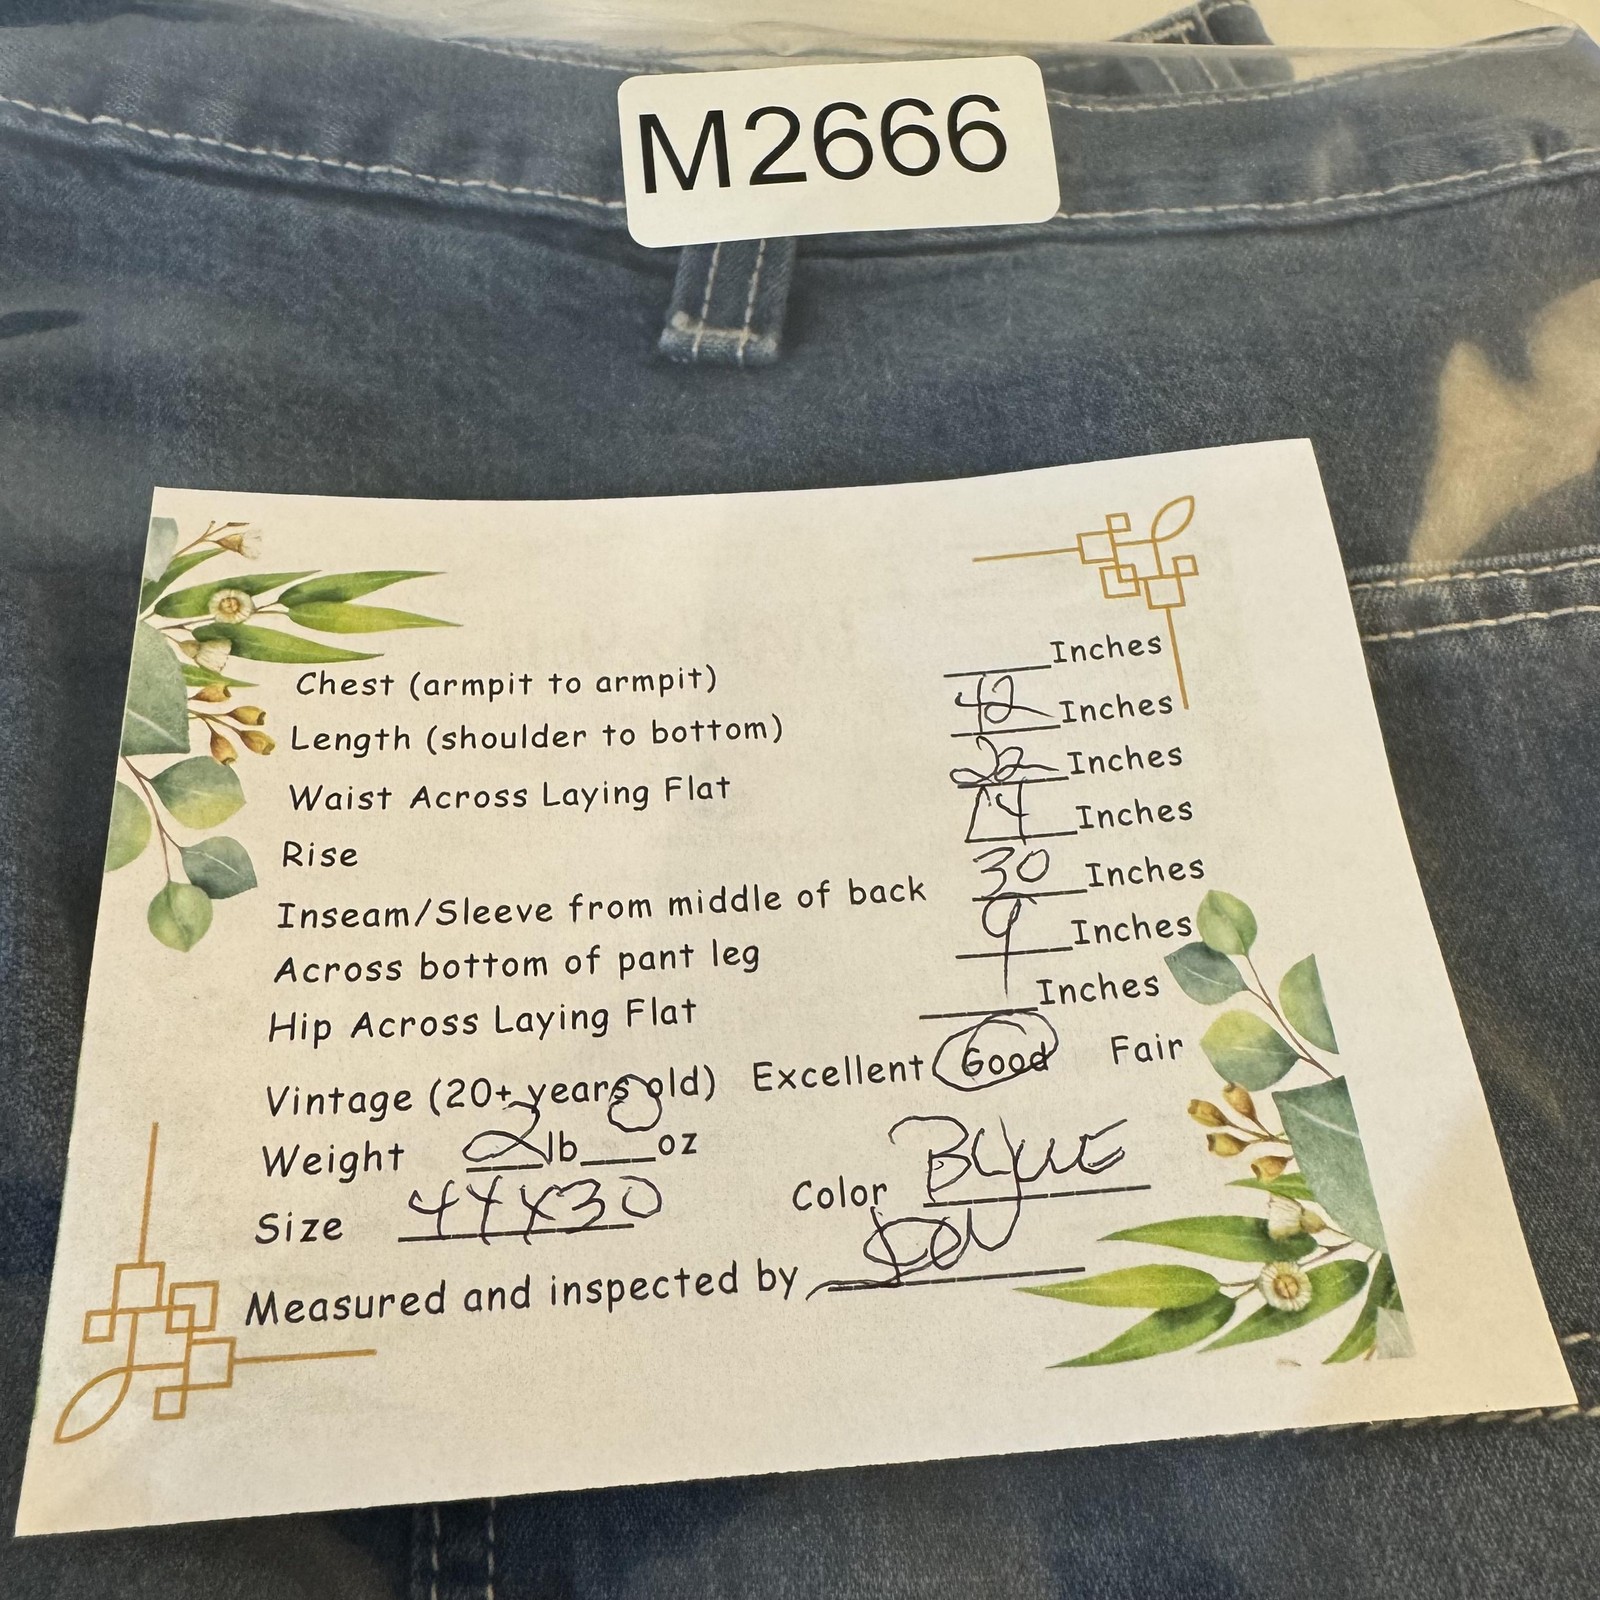 M2666
Chest (armpit to armpit) ____Inches
Length (shoulder to bottom) 42 Inches
Waist Across Laying Flat 22 Inches
Rise 14 Inches
Inseam/Sleeve from middle of back 30 Inches
Across bottom of pant leg 9 Inches
Hip Across Laying Flat ____Inches
Vintage (20+ years old) Excellent Good Fair
Weight 2 lb 0 oz
Size 44X30 Color BLUE
Measured and inspected by